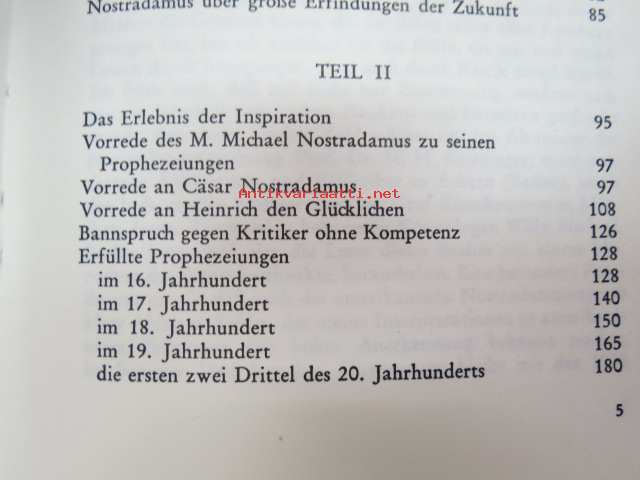 Nostradamus über große Erfindungen der Zukunft 85
TEIL II
Das Erlebnis der Inspiration 95
Vorrede des M. Michael Nostradamus zu seinen
Prophezeiungen 97
Vorrede an Cäsar Nostradamus 97
Antikvariaatti.net
Vorrede an Heinrich den Glücklichen 108
Bannspruch gegen Kritiker ohne Kompetenz 126
Erfüllte Prophezeiungen 128
im 16. Jahrhundert 128
im 17. Jahrhundert 140
im 18. Jahrhundert 150
im 19. Jahrhundert 165
die ersten zwei Drittel des 20. Jahrhunderts 180
5